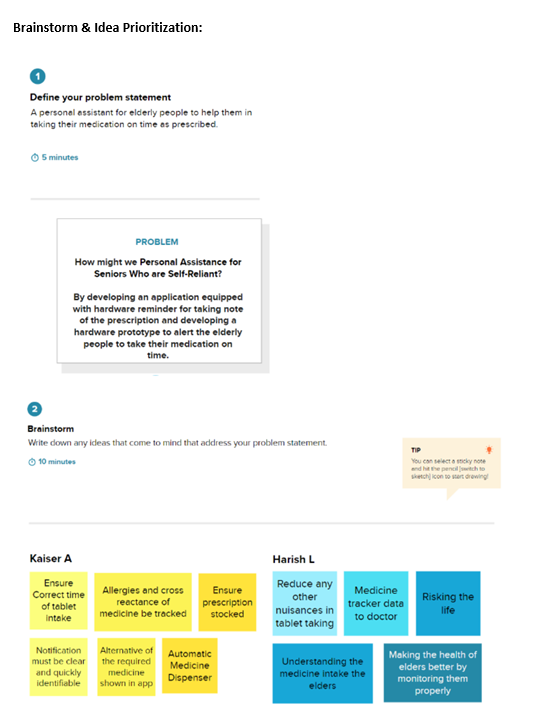 Brainstorm & Idea Prioritization:
1
Define your problem statement
A personal assistant for elderly people to help them in
taking their medication on time as prescribed.
5 minutes
PROBLEM
How might we Personal Assistance for
Seniors Who are Self-Reliant?
By developing an application equipped
with hardware reminder for taking note
of the prescription and developing a
hardware prototype to alert the elderly
people to take their medication on
time.
2
Brainstorm
Write down any ideas that come to mind that address your problem statement.
10 minutes
TIP
You can select a sticky note
and hit the pencil [switch to
sketch] icon to start drawing!
Kaiser A
Ensure
Correct time
of tablet
Intake
Allergies and cross
reactance of
medicine be tracked
Ensure
prescription
stocked
Notification
must be clear
and quickly
identifiable
Alternative of
the required
medicine
shown in app
Automatic
Medicine
Dispenser
Harish L
Reduce any
other
nuisances in
tablet taking
Medicine
tracker data
to doctor
Risking the
life
Understanding the
medicine intake the
elders
Making the health of
elders better by
monitoring them
properly